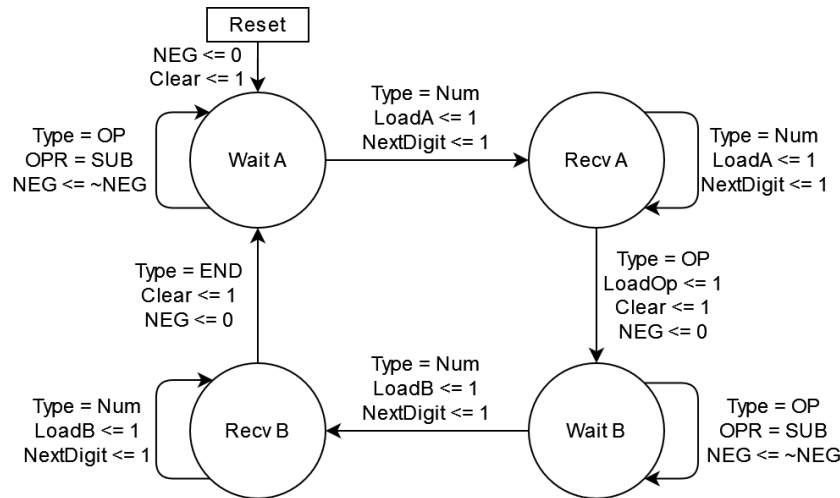 Reset
NEG <= 0
Clear <= 1
Type = OP
OPR = SUB
NEG <= ~NEG
Wait A
Type = Num
LoadA <= 1
NextDigit <= 1
Recv A
Type = Num
LoadA <= 1
NextDigit <= 1
Type = END
Clear <= 1
NEG <= 0
Type = OP
LoadOp <= 1
Clear <= 1
NEG <= 0
Type = Num
LoadB <= 1
NextDigit <= 1
Recv B
Type = Num
LoadB <= 1
NextDigit <= 1
Wait B
Type = OP
OPR = SUB
NEG <= ~NEG